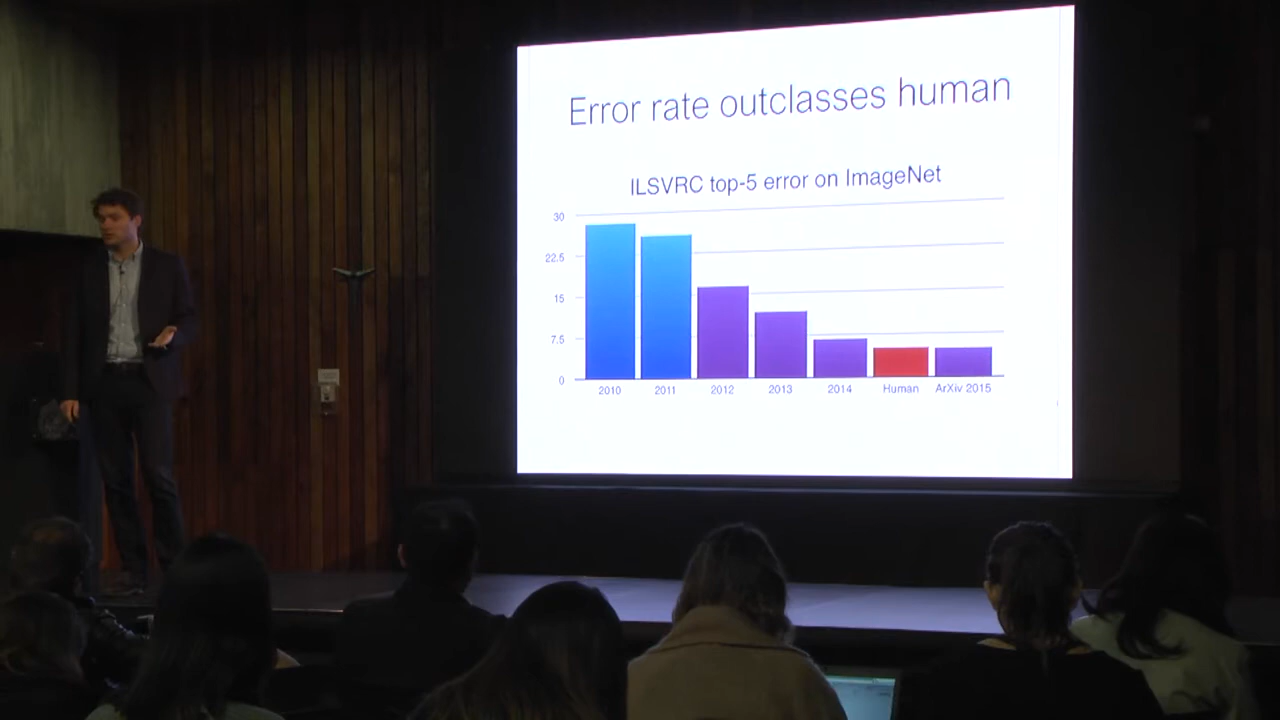 Error rate outclasses human
ILSVRC top-5 error on ImageNet
30
22.5
15
7.5
0
2010 2011 2012 2013 2014 Human ArXiv 2015